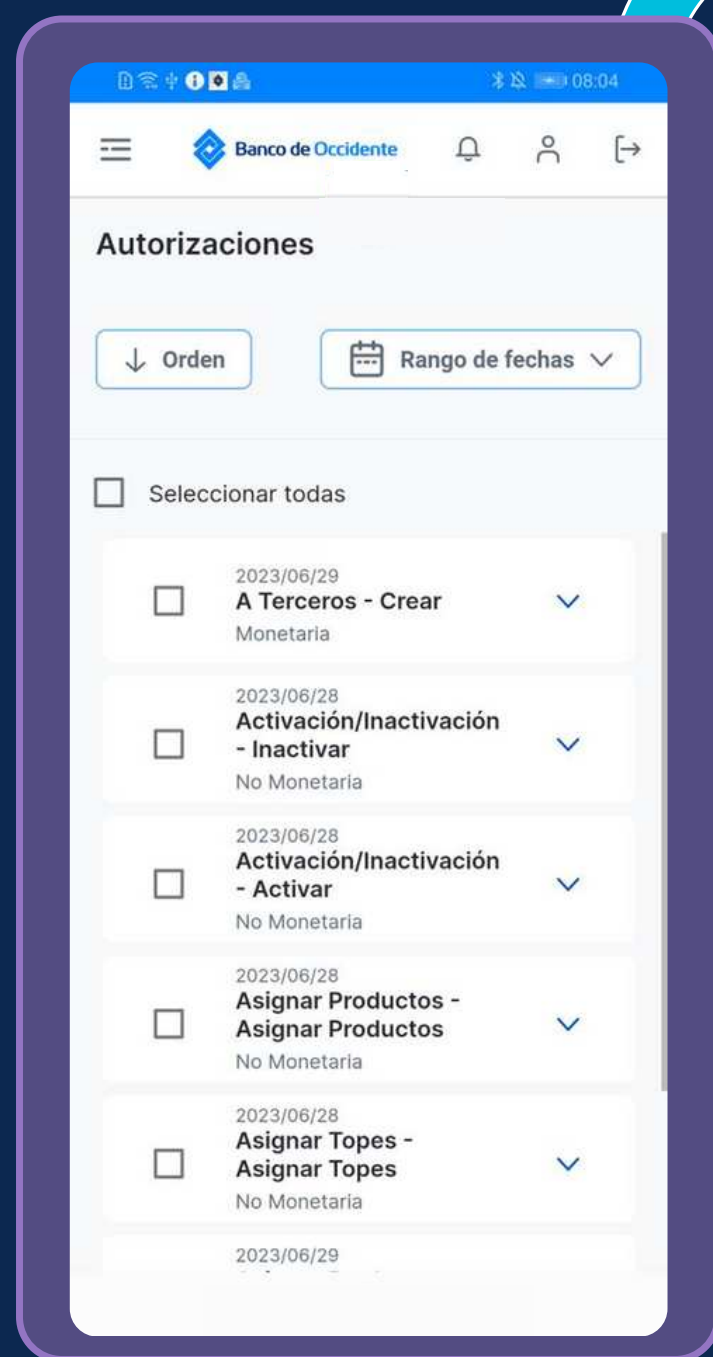 08:04
Banco de Occidente
Autorizaciones
Orden
Rango de fechas
Seleccionar todas
2023/06/29
A Terceros - Crear
Monetaria
2023/06/28
Activación/Inactivación
- Inactivar
No Monetaria
2023/06/28
Activación/Inactivación
- Activar
No Monetaria
2023/06/28
Asignar Productos -
Asignar Productos
No Monetaria
2023/06/28
Asignar Topes -
Asignar Topes
No Monetaria
2023/06/29